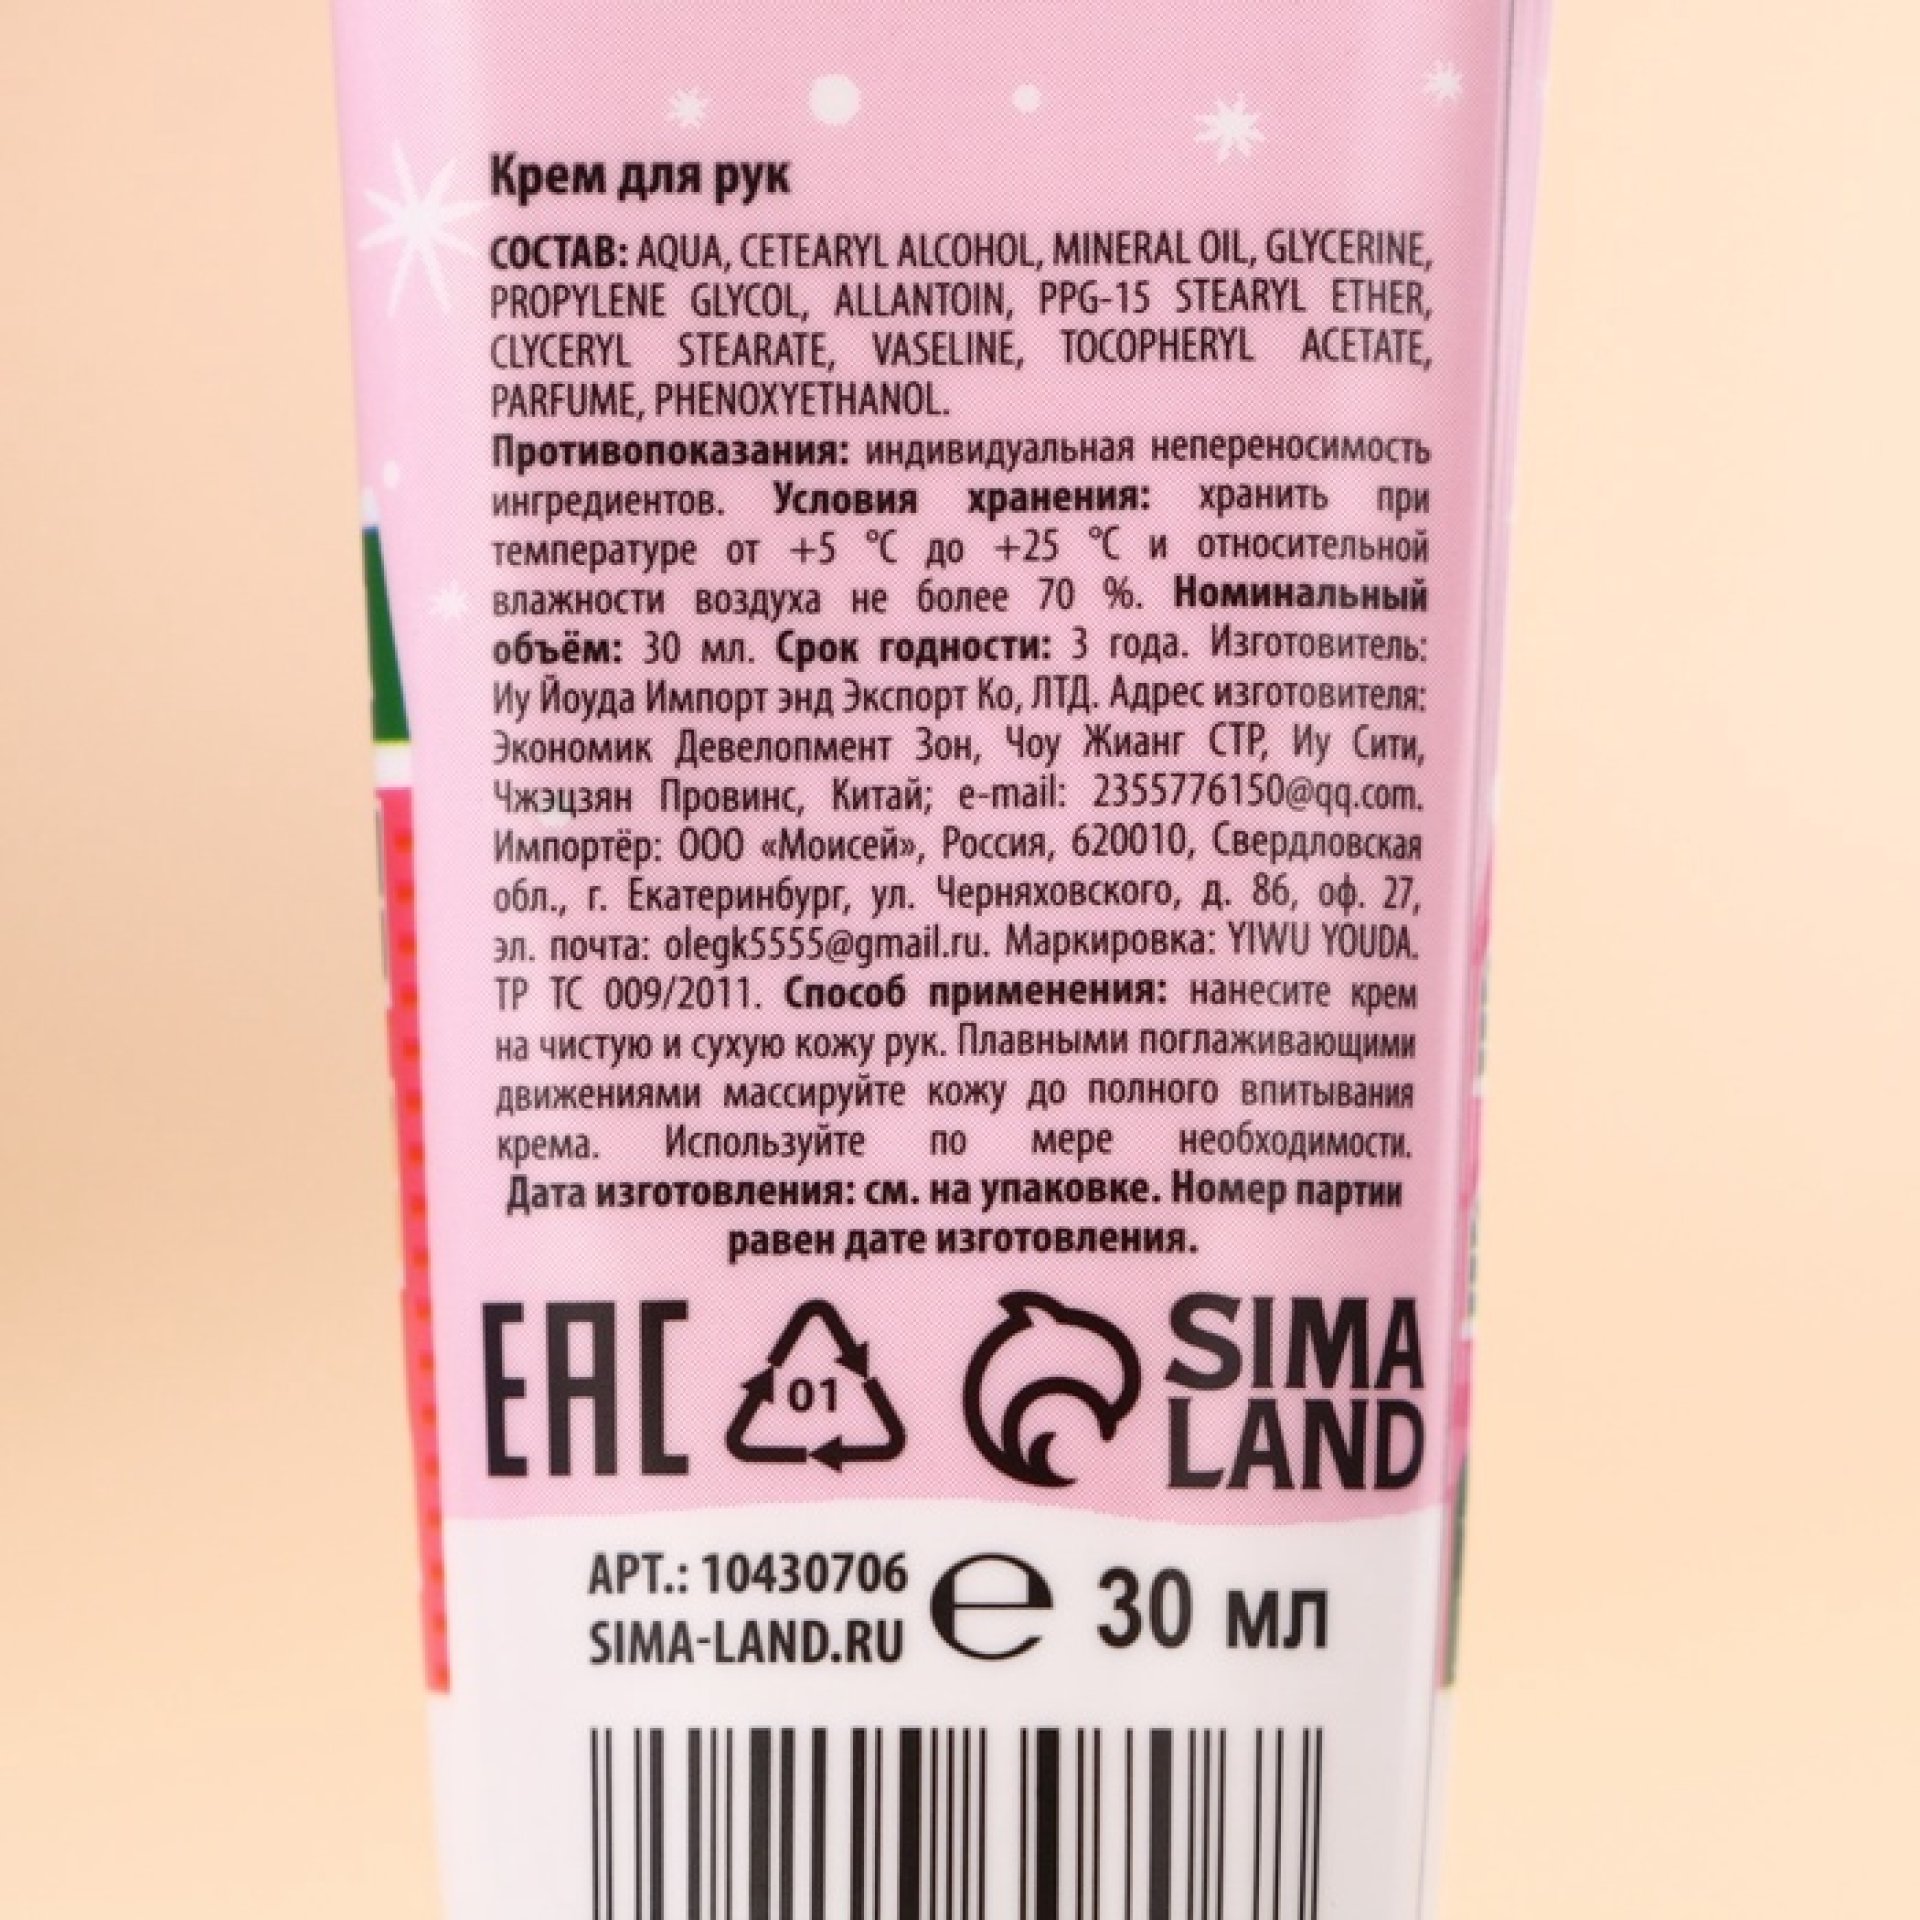 Крем для рук
СОСТАВ: AQUA, CETEARYL ALCOHOL, MINERAL OIL, GLYCERINE,
PROPYLENE GLYCOL, ALLANTOIN, PPG-15 STEARYL ETHER,
CLYCERYL STEARATE, VASELINE, TOCOPHERYL ACETATE,
PARFUME, PHENOXYETHANOL.
Противопоказания: индивидуальная непереносимость
ингредиентов. Условия хранения: хранить при
температуре от +5 °C до +25 °C и относительной
влажности воздуха не более 70 %. Номинальный
объём: 30 мл. Срок годности: 3 года. Изготовитель:
Иу Йоуда Импорт энд Экспорт Ко, ЛТД. Адрес изготовителя:
Экономик Девелопмент Зон, Чоу Жианг СТР, Иу Сити,
Чжэцзян Провинс, Китай; e-mail: 2355776150@qq.com.
Импортёр: ООО «Моисей», Россия, 620010, Свердловская
обл., г. Екатеринбург, ул. Черняховского, д. 86, оф. 27,
эл. почта: olegk5555@gmail.ru. Маркировка: YIWU YOUDA.
ТР ТС 009/2011. Способ применения: нанесите крем
на чистую и сухую кожу рук. Плавными поглаживающими
движениями массируйте кожу до полного впитывания
крема. Используйте по мере необходимости.
Дата изготовления: см. на упаковке. Номер партии
равен дате изготовления.
EAC 01 SIMA
LAND
АРТ.: 10430706 ℮ 30 мл
SIMA-LAND.RU